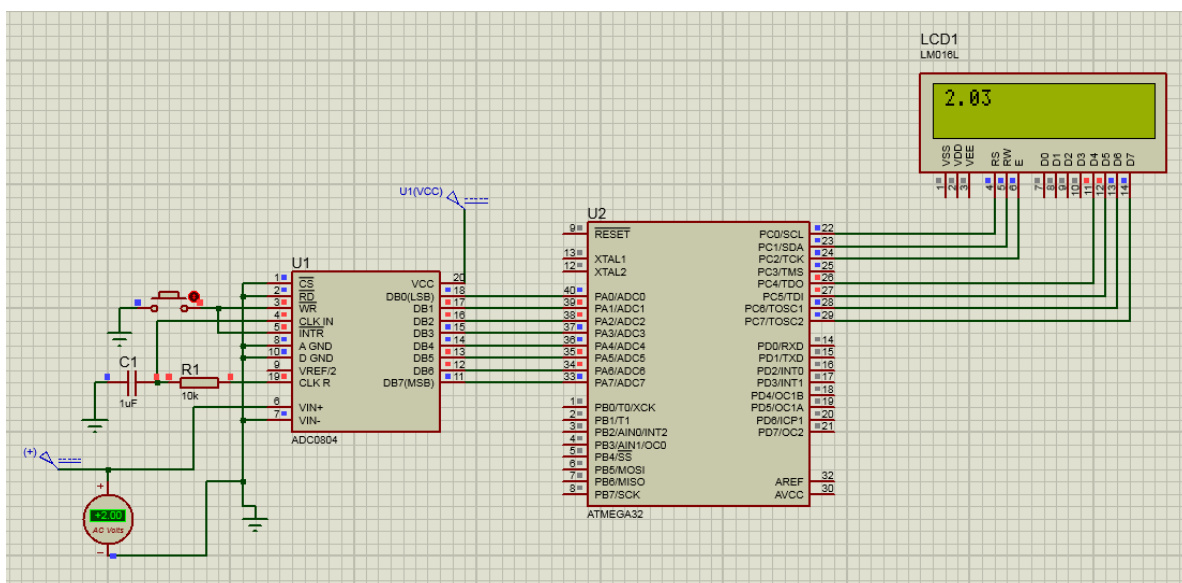 LCD1
LM016L
2.03
VSS
VDD
VEE
RS
RW
E
D0
D1
D2
D3
D4
D5
D6
D7
1
2
3
4
5
6
7
8
9
10
11
12
13
14
U1(VCC)
U1
1 CS VCC 20
2 RD DB0(LSB) 18
3 WR DB1 17
4 CLK IN DB2 16
5 INTR DB3 15
8 A GND DB4 14
10 D GND DB5 13
9 VREF/2 DB6 12
19 CLK R DB7(MSB) 11
6 VIN+
7 VIN-
ADC0804
C1
1uF
R1
10k
(+)
+
+2.00
AC Volts
-
U2
9 RESET PC0/SCL 22
PC1/SDA 23
13 XTAL1 PC2/TCK 24
12 XTAL2 PC3/TMS 25
PC4/TDO 26
40 PA0/ADC0 PC5/TDI 27
39 PA1/ADC1 PC6/TOSC1 28
38 PA2/ADC2 PC7/TOSC2 29
37 PA3/ADC3
36 PA4/ADC4 PD0/RXD 14
35 PA5/ADC5 PD1/TXD 15
34 PA6/ADC6 PD2/INT0 16
33 PA7/ADC7 PD3/INT1 17
PD4/OC1B 18
1 PB0/T0/XCK PD5/OC1A 19
2 PB1/T1 PD6/ICP1 20
3 PB2/AIN0/INT2 PD7/OC2 21
4 PB3/AIN1/OC0
5 PB4/SS
6 PB5/MOSI
7 PB6/MISO AREF 32
8 PB7/SCK AVCC 30
ATMEGA32